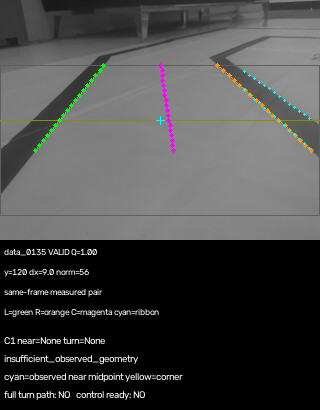 data_0135 VALID Q=1.00
y=120 dx=9.0 norm=56
same-frame measured pair
L=green R=orange C=magenta cyan=ribbon
C1 near=None turn=None
insufficient_observed_geometry
cyan=observed near midpoint yellow=corner
full turn path: NO control ready: NO